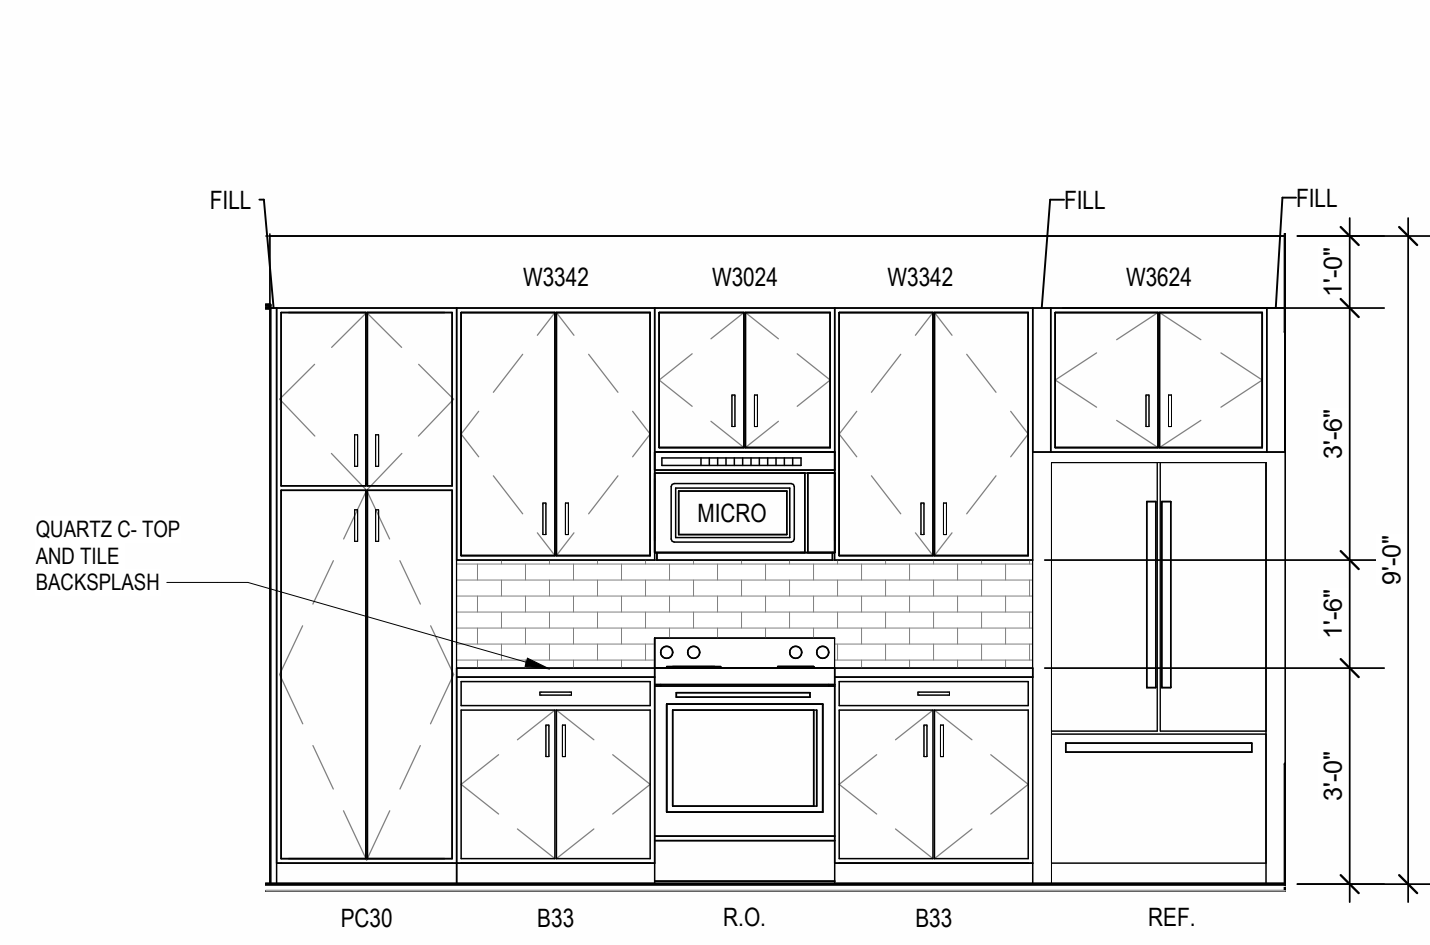 FILL
FILL
FILL
W3342
W3024
W3342
W3624
1'-0"
3'-6"
MICRO
QUARTZ C- TOP
AND TILE
BACKSPLASH
9'-0"
1'-6"
3'-0"
PC30
B33
R.O.
B33
REF.